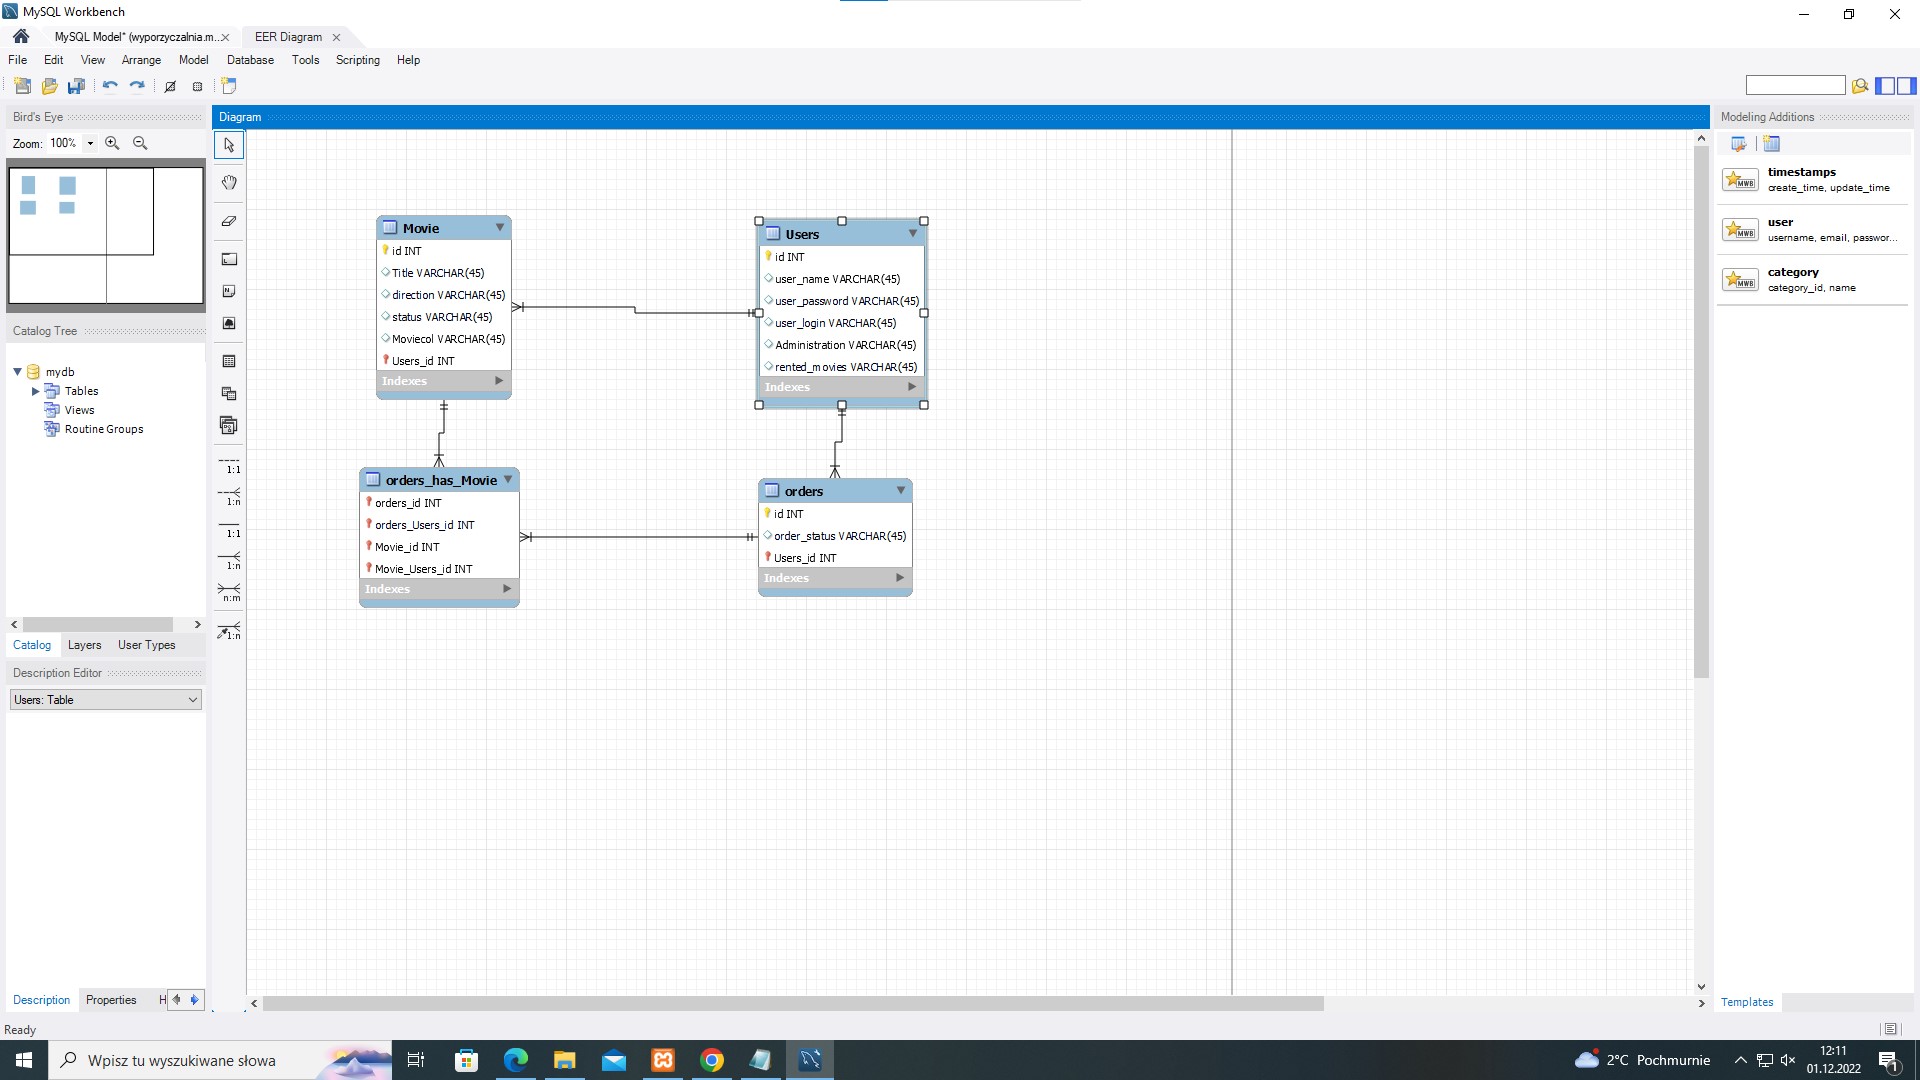 MySQL Workbench
MySQL Model* (wyporzyczalnia.m...
EER Diagram
File Edit View Arrange Model Database Tools Scripting Help
Bird's Eye
Zoom: 100%
Catalog Tree
mydb
Tables
Views
Routine Groups
Catalog Layers User Types
Description Editor
Users: Table
Description Properties H
Diagram
1:1
1:n
1:1
1:n
n:m
1:n
Movie
id INT
Title VARCHAR(45)
direction VARCHAR(45)
status VARCHAR(45)
Moviecol VARCHAR(45)
Users_id INT
Indexes
Users
id INT
user_name VARCHAR(45)
user_password VARCHAR(45)
user_login VARCHAR(45)
Administration VARCHAR(45)
rented_movies VARCHAR(45)
Indexes
orders_has_Movie
orders_id INT
orders_Users_id INT
Movie_id INT
Movie_Users_id INT
Indexes
orders
id INT
order_status VARCHAR(45)
Users_id INT
Indexes
Modeling Additions
MWB
timestamps
create_time, update_time
MWB
user
username, email, passwor...
MWB
category
category_id, name
Templates
Ready
Wpisz tu wyszukiwane słowa
2°C Pochmurnie
12:11
01.12.2022
1